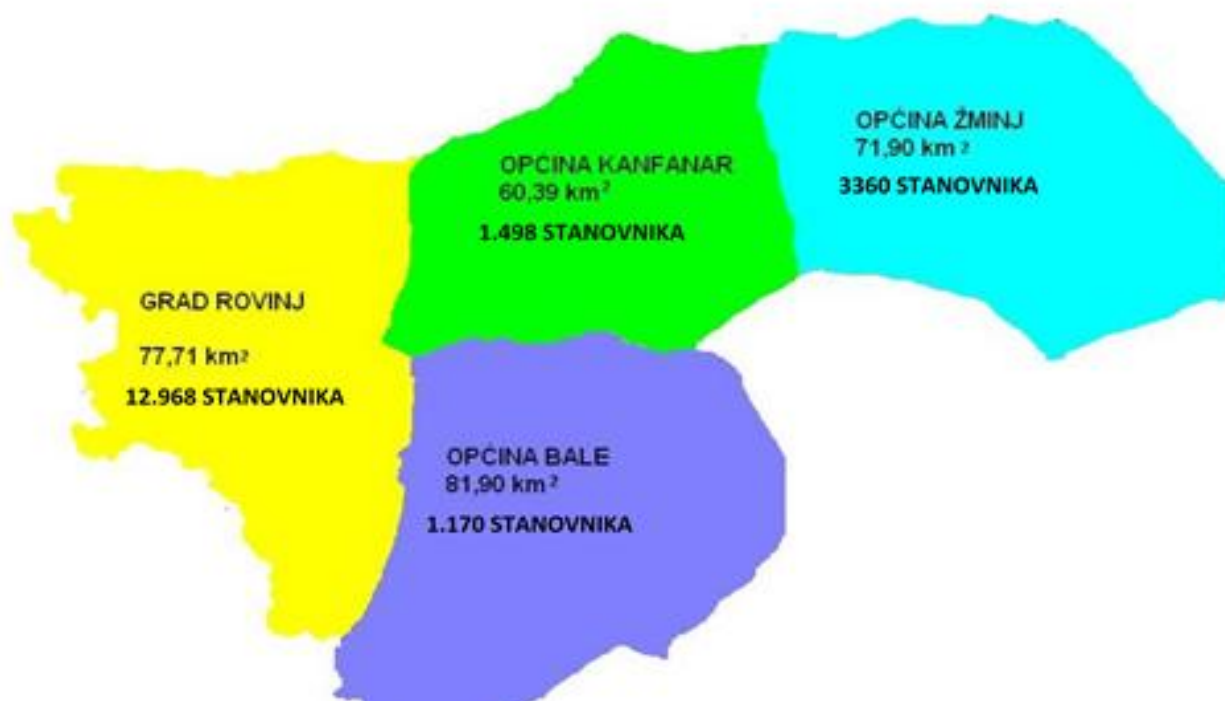 OPĆINA ŽMINJ
71,90 km²
3360 STANOVNIKA
OPĆINA KANFANAR
60,39 km²
1.498 STANOVNIKA
GRAD ROVINJ
77,71 km²
12.968 STANOVNIKA
OPĆINA BALE
81,90 km²
1.170 STANOVNIKA